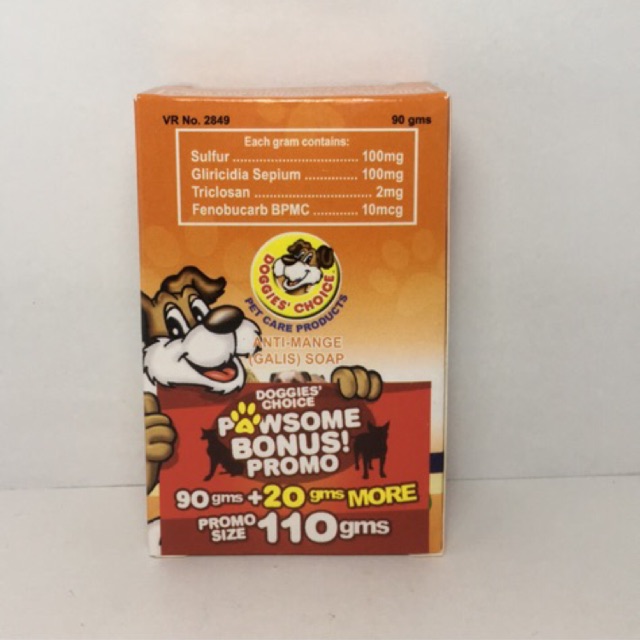 VR No. 2849 90 gms
Each gram contains:
Sulfur ................................ 100mg
Gliricidia Sepium ............. 100mg
Triclosan .............................. 2mg
Fenobucarb BPMC ............ 10mcg
DOGGIES' CHOICE
PET CARE PRODUCTS
ANTI-MANGE
(GALIS) SOAP
DOGGIES'
CHOICE
PAWSOME
BONUS!
PROMO
90 gms + 20 gms MORE
PROMO SIZE 110 gms